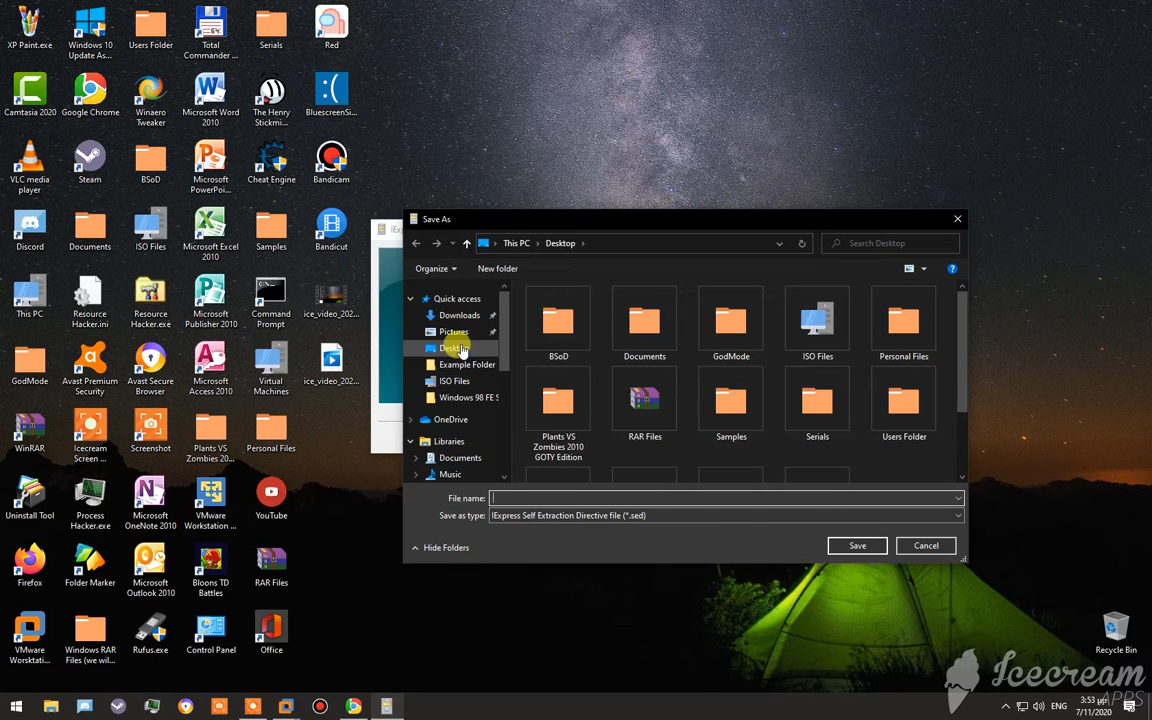 XP Paint.exe
Windows 10
Update As...
Users Folder
Total
Commander ...
Serials
Red
Camtasia 2020
Google Chrome
Winaero
Tweaker
Microsoft Word
2010
The Henry
Stickmi...
BluescreenSi...
VLC media
player
Steam
BSoD
Microsoft
PowerPoi...
Cheat Engine
Bandicam
Discord
Documents
ISO Files
Microsoft Excel
2010
Samples
Bandicut
This PC
Resource
Hacker.ini
Resource
Hacker.exe
Microsoft
Publisher 2010
Command
Prompt
ice_video_202...
GodMode
Avast Premium
Security
Avast Secure
Browser
Microsoft
Access 2010
Virtual
Machines
ice_video_202...
WinRAR
Icecream
Screen ...
Screenshot
Plants VS
Zombies 20...
Personal Files
Uninstall Tool
Process
Hacker.exe
Microsoft
OneNote 2010
VMware
Workstation ...
YouTube
Firefox
Folder Marker
Microsoft
Outlook 2010
Bloons TD
Battles
RAR Files
VMware
Worksta...
Windows RAR
Files (we wil...
Rufus.exe
Control Panel
Office
Save As
This PC
Desktop
Search Desktop
Organize
New folder
Quick access
Downloads
Pictures
Desktop
Example Folder
ISO Files
Windows 98 FE S
OneDrive
Libraries
Documents
Music
BSoD
Documents
GodMode
ISO Files
Personal Files
Plants VS
Zombies 2010
GOTY Edition
RAR Files
Samples
Serials
Users Folder
File name:
Save as type:
IExpress Self Extraction Directive file (*.sed)
Hide Folders
Save
Cancel
Recycle Bin
Icecream
APPS
ENG
3:53 μμ
7/11/2020